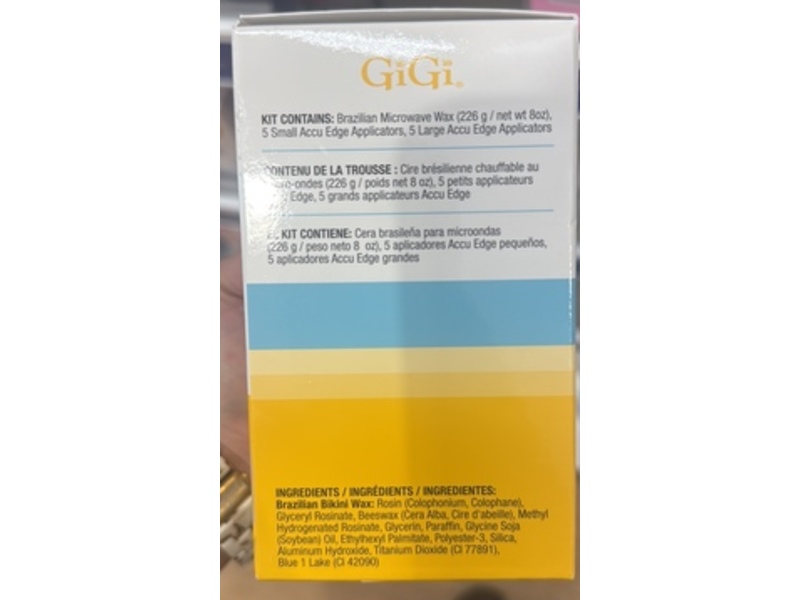 GiGi®
KIT CONTAINS: Brazilian Microwave Wax (226 g / net wt 8oz),
5 Small Accu Edge Applicators, 5 Large Accu Edge Applicators
CONTENU DE LA TROUSSE : Cire brésilienne chauffable au
(226 g / poids net 8 oz), 5 petits applicateurs
Edge, 5 grands applicateurs Accu Edge
KIT CONTIENE: Cera brasileña para microondas
(226 g / peso neto 8 oz), 5 aplicadores Accu Edge pequeños,
5 aplicadores Accu Edge grandes
INGREDIENTS / INGRÉDIENTS / INGREDIENTES:
Brazilian Bikini Wax: Rosin (Colophonium, Colophane),
Glyceryl Rosinate, Beeswax (Cera Alba, Cire d'abeille), Methyl
Hydrogenated Rosinate, Glycerin, Paraffin, Glycine Soja
(Soybean) Oil, Ethylhexyl Palmitate, Polyester-3, Silica,
Aluminum Hydroxide, Titanium Dioxide (CI 77891),
Blue 1 Lake (CI 42090)